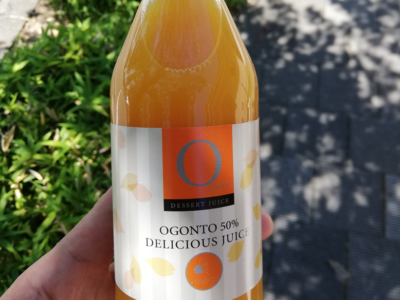 O
DESSERT JUICE
OGONTO 50%
DELICIOUS JUICE